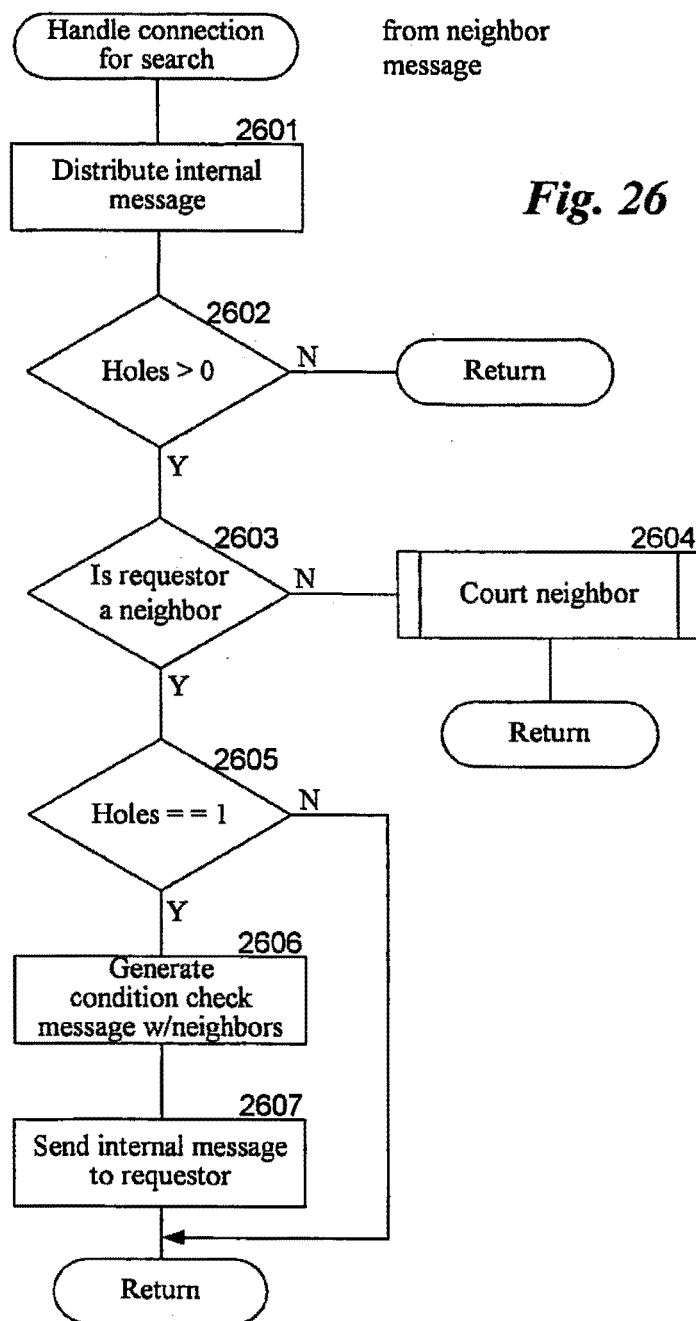 Handle connection
for search
from neighbor
message
2601
Distribute internal
message
Fig. 26
2602
Holes > 0
N
Return
Y
2603
Is requestor
a neighbor
N
2604
Court neighbor
Y
Return
2605
Holes = = 1
N
Y
2606
Generate
condition check
message w/neighbors
2607
Send internal message
to requestor
Return